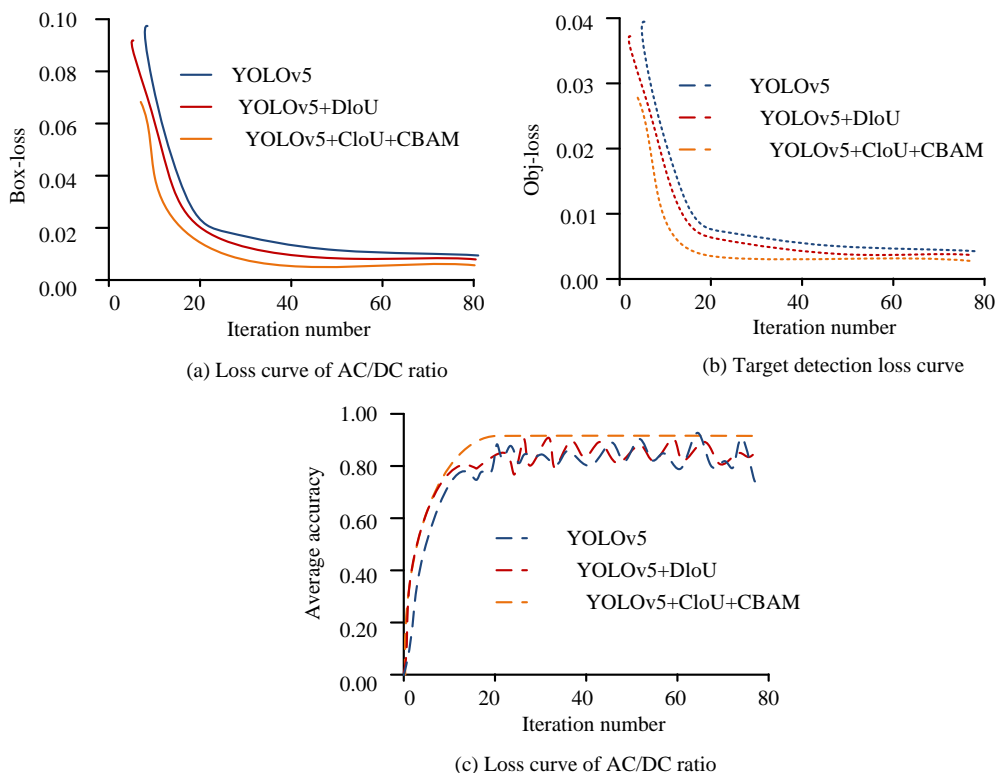 0.10
0.08
0.06
0.04
0.02
0.00
Box-loss
YOLOv5
YOLOv5+DloU
YOLOv5+CloU+CBAM
0 20 40 60 80
Iteration number
(a) Loss curve of AC/DC ratio
0.04
0.03
0.02
0.01
0.00
Obj-loss
YOLOv5
YOLOv5+DloU
YOLOv5+CloU+CBAM
0 20 40 60 80
Iteration number
(b) Target detection loss curve
1.00
0.80
0.60
0.40
0.20
0.00
Average accuracy
YOLOv5
YOLOv5+DloU
YOLOv5+CloU+CBAM
0 20 40 60 80
Iteration number
(c) Loss curve of AC/DC ratio